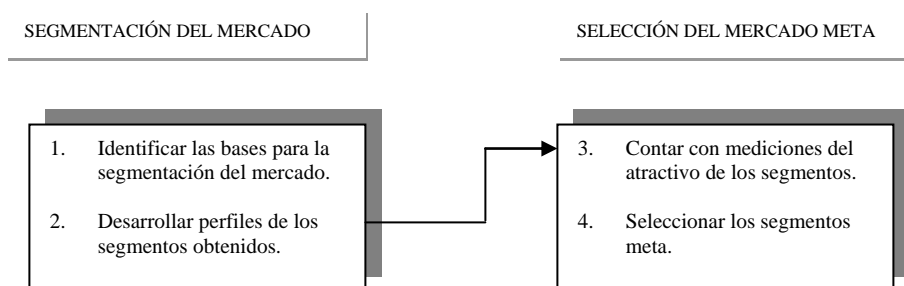 SEGMENTACIÓN DEL MERCADO
1. Identificar las bases para la
segmentación del mercado.
2. Desarrollar perfiles de los
segmentos obtenidos.
SELECCIÓN DEL MERCADO META
3. Contar con mediciones del
atractivo de los segmentos.
4. Seleccionar los segmentos
meta.